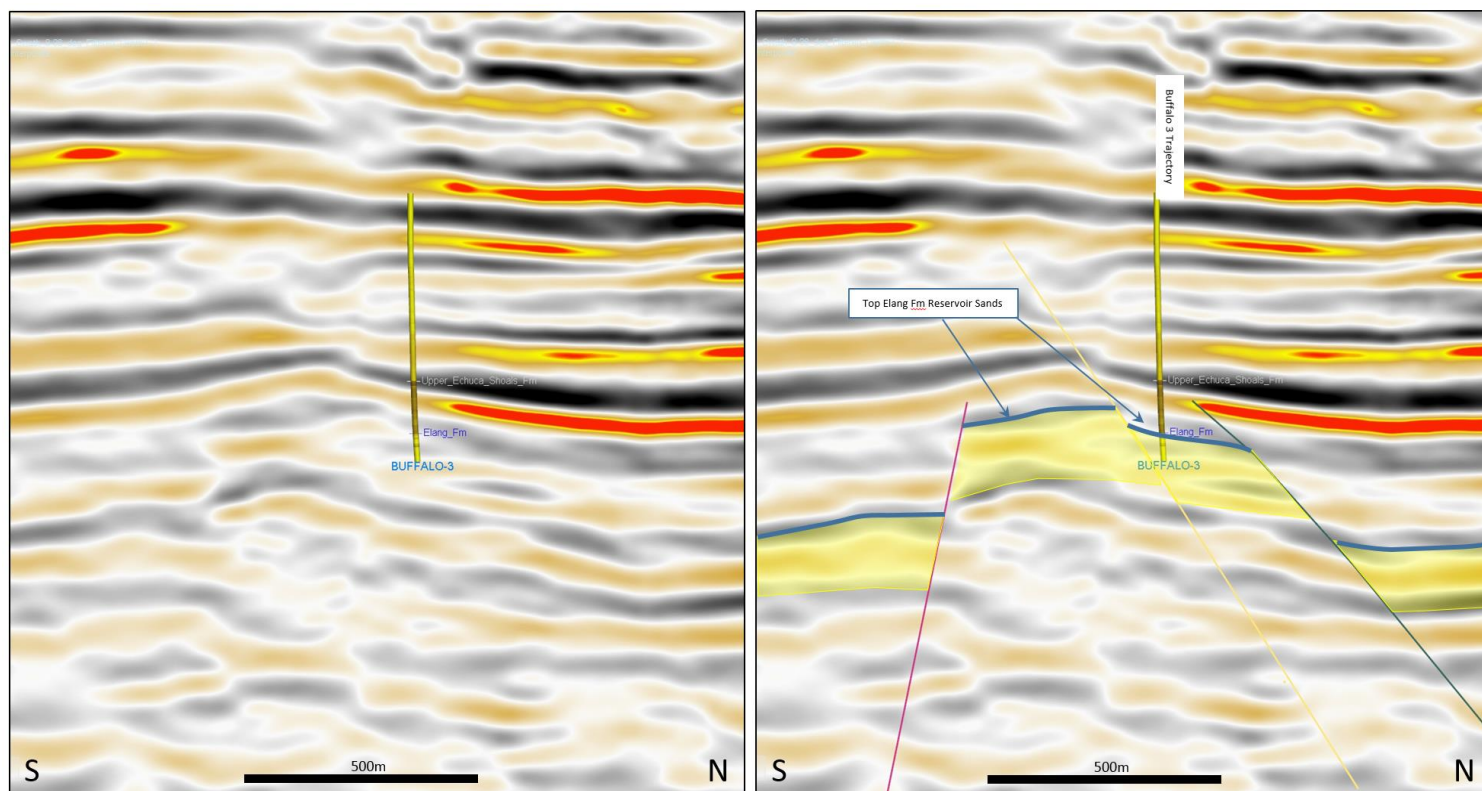 Upper_Echuca_Shoals_Fm
Elang_Fm
BUFFALO-3
500m
S
N
Buffalo 3 Trajectory
Top Elang Fm Reservoir Sands
Upper_Echuca_Shoals_Fm
Elang_Fm
BUFFALO-3
500m
S
N